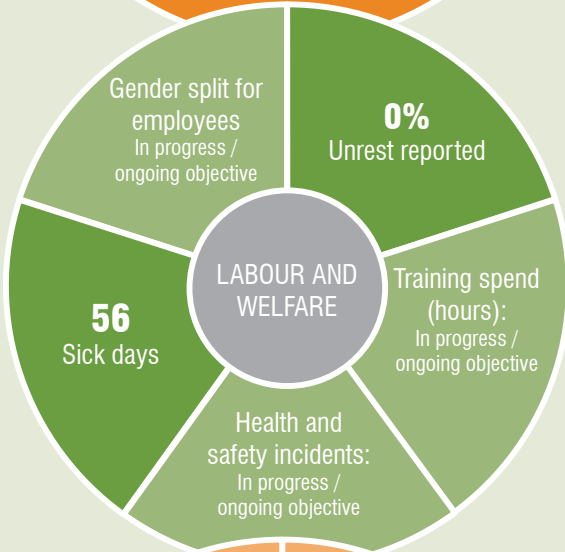 Gender split for
employees
In progress /
ongoing objective
0%
Unrest reported
LABOUR AND
WELFARE
Training spend
(hours):
In progress /
ongoing objective
56
Sick days
Health and
safety incidents:
In progress /
ongoing objective